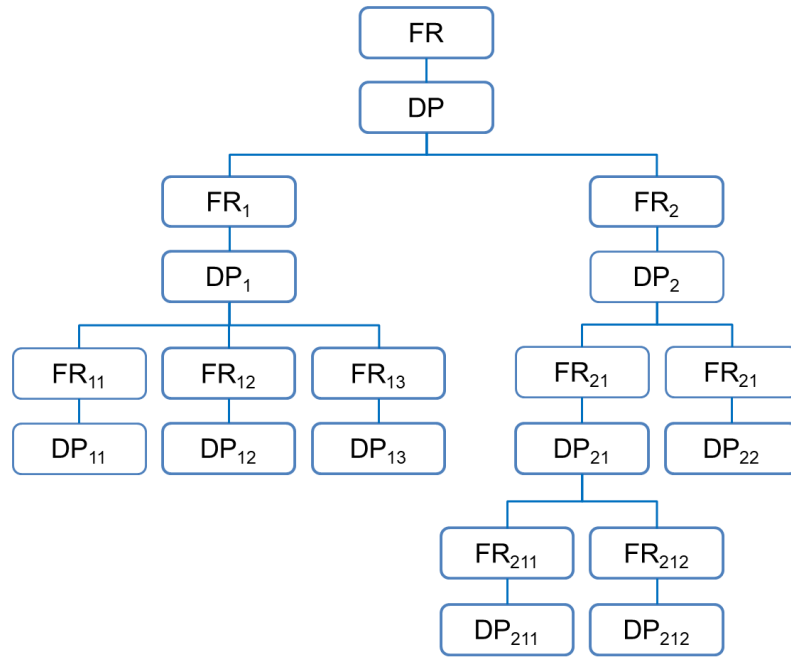 FR
DP
FR₁ FR₂
DP₁ DP₂
FR₁₁ FR₁₂ FR₁₃ FR₂₁ FR₂₁
DP₁₁ DP₁₂ DP₁₃ DP₂₁ DP₂₂
FR₂₁₁ FR₂₁₂
DP₂₁₁ DP₂₁₂